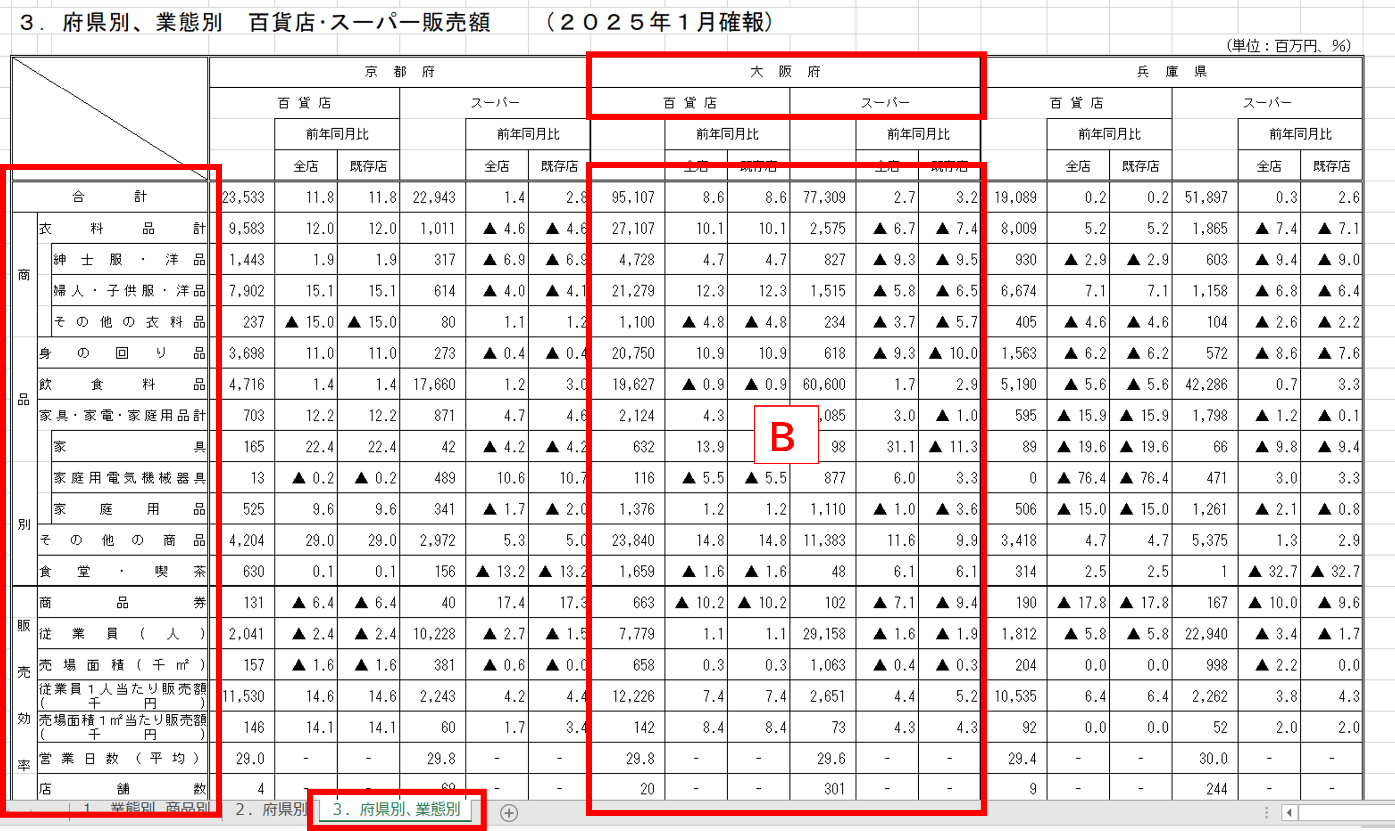 3．府県別、業態別　百貨店･スーパー販売額　　（２０２５年１月確報）
（単位：百万円、％）
京都府 大阪府 兵庫県
百貨店 スーパー 百貨店 スーパー 百貨店 スーパー
前年同月比 前年同月比 前年同月比 前年同月比 前年同月比 前年同月比
全店 既存店 全店 既存店 全店 既存店 全店 既存店 全店 既存店 全店 既存店
合計 23,533 11.8 11.8 22,943 1.4 2.8 95,107 8.6 8.6 77,309 2.7 3.2 19,089 0.2 0.2 51,897 0.3 2.6
衣料品計 9,583 12.0 12.0 1,011 ▲ 4.6 ▲ 4.6 27,107 10.1 10.1 2,575 ▲ 6.7 ▲ 7.4 8,009 5.2 5.2 1,865 ▲ 7.4 ▲ 7.1
商 紳士服・洋品 1,443 1.9 1.9 317 ▲ 6.9 ▲ 6.9 4,728 4.7 4.7 827 ▲ 9.3 ▲ 9.5 930 ▲ 2.9 ▲ 2.9 603 ▲ 9.4 ▲ 9.0
婦人・子供服・洋品 7,902 15.1 15.1 614 ▲ 4.0 ▲ 4.1 21,279 12.3 12.3 1,515 ▲ 5.8 ▲ 6.5 6,674 7.1 7.1 1,158 ▲ 6.8 ▲ 6.4
その他の衣料品 237 ▲ 15.0 ▲ 15.0 80 1.1 1.2 1,100 ▲ 4.8 ▲ 4.8 234 ▲ 3.7 ▲ 5.7 405 ▲ 4.6 ▲ 4.6 104 ▲ 2.6 ▲ 2.2
身の回り品 3,698 11.0 11.0 273 ▲ 0.4 ▲ 0.4 20,750 10.9 10.9 618 ▲ 9.3 ▲ 10.0 1,563 ▲ 6.2 ▲ 6.2 572 ▲ 8.6 ▲ 7.6
品 飲食料品 4,716 1.4 1.4 17,660 1.2 3.0 19,627 ▲ 0.9 ▲ 0.9 60,600 1.7 2.9 5,190 ▲ 5.6 ▲ 5.6 42,286 0.7 3.3
家具・家電・家庭用品計 703 12.2 12.2 871 4.7 4.6 2,124 4.3 ,085 3.0 ▲ 1.0 595 ▲ 15.9 ▲ 15.9 1,798 ▲ 1.2 ▲ 0.1
B
家具 165 22.4 22.4 42 ▲ 4.2 ▲ 4.2 632 13.9 98 31.1 ▲ 11.3 89 ▲ 19.6 ▲ 19.6 66 ▲ 9.8 ▲ 9.4
家庭用電気機械器具 13 ▲ 0.2 ▲ 0.2 489 10.6 10.7 116 ▲ 5.5 ▲ 5.5 877 6.0 3.3 0 ▲ 76.4 ▲ 76.4 471 3.0 3.3
別 家庭用品 525 9.6 9.6 341 ▲ 1.7 ▲ 2.0 1,376 1.2 1.2 1,110 ▲ 1.0 ▲ 3.6 506 ▲ 15.0 ▲ 15.0 1,261 ▲ 2.1 ▲ 0.8
その他の商品 4,204 29.0 29.0 2,972 5.3 5.0 23,840 14.8 14.8 11,383 11.6 9.9 3,418 4.7 4.7 5,375 1.3 2.9
食堂・喫茶 630 0.1 0.1 156 ▲ 13.2 ▲ 13.2 1,659 ▲ 1.6 ▲ 1.6 48 6.1 6.1 314 2.5 2.5 1 ▲ 32.7 ▲ 32.7
販 商品券 131 ▲ 6.4 ▲ 6.4 40 17.4 17.3 663 ▲ 10.2 ▲ 10.2 102 ▲ 7.1 ▲ 9.4 190 ▲ 17.8 ▲ 17.8 167 ▲ 10.0 ▲ 9.6
従業員(人) 2,041 ▲ 2.4 ▲ 2.4 10,228 ▲ 2.7 ▲ 1.5 7,779 1.1 1.1 29,158 ▲ 1.6 ▲ 1.9 1,812 ▲ 5.8 ▲ 5.8 22,940 ▲ 3.4 ▲ 1.7
売 売場面積(千㎡) 157 ▲ 1.6 ▲ 1.6 381 ▲ 0.6 ▲ 0.0 658 0.3 0.3 1,063 ▲ 0.4 ▲ 0.3 204 0.0 0.0 998 ▲ 2.2 0.0
従業員１人当たり販売額
(千円) 11,530 14.6 14.6 2,243 4.2 4.4 12,226 7.4 7.4 2,651 4.4 5.2 10,535 6.4 6.4 2,262 3.8 4.3
効 売場面積１㎡当たり販売額
(千円) 146 14.1 14.1 60 1.7 3.4 142 8.4 8.4 73 4.3 4.3 92 0.0 0.0 52 2.0 2.0
率 営業日数(平均) 29.0 - - 29.8 - - 29.8 - - 29.6 - - 29.4 - - 30.0 - -
店舗数 4 - - 69 - - 20 - - 301 - - 9 - - 244 - -
1．業態別、商品別 2．府県別 3．府県別、業態別